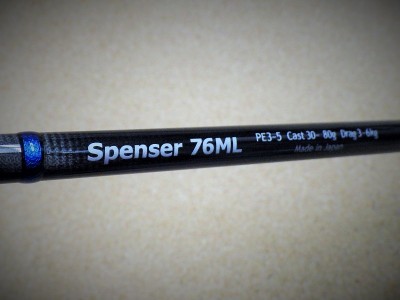 Spenser 76ML PE3-5 Cast 30- 80g Drag 3-6kg
Made in Japan